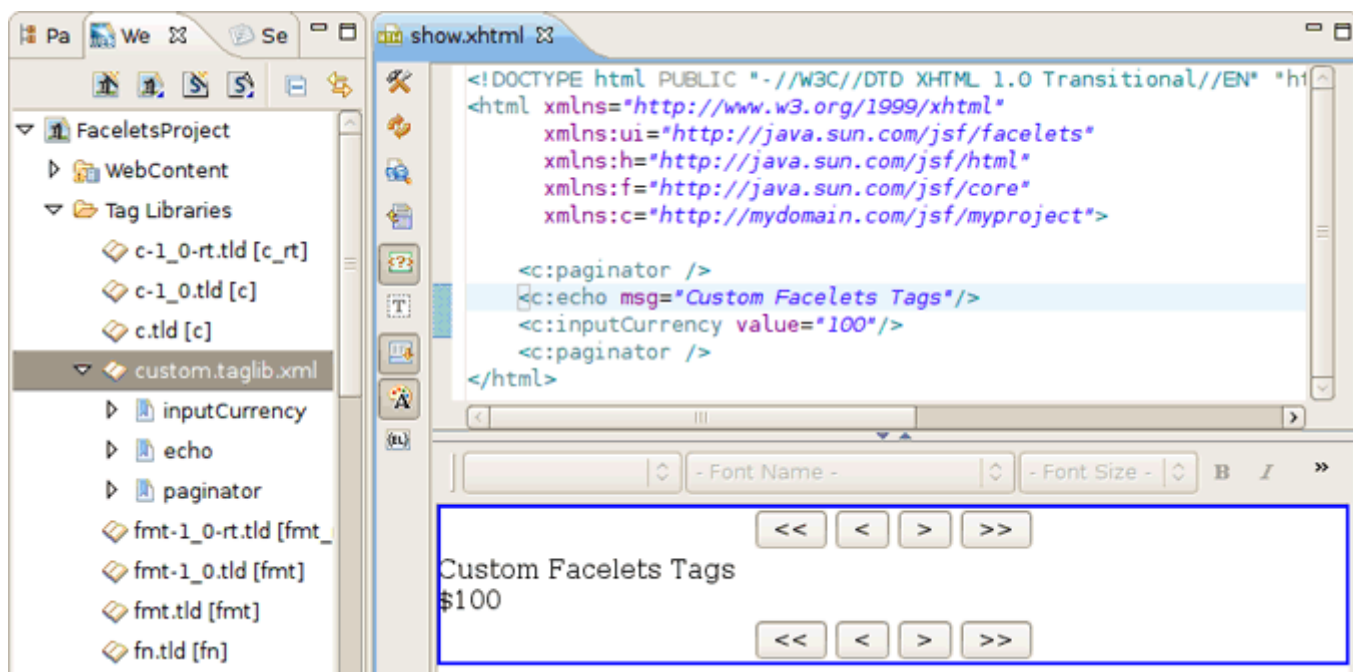 Pa We Se
FaceletsProject
WebContent
Tag Libraries
c-1_0-rt.tld [c_rt]
c-1_0.tld [c]
c.tld [c]
custom.taglib.xml
inputCurrency
echo
paginator
fmt-1_0-rt.tld [fmt_
fmt-1_0.tld [fmt]
fmt.tld [fmt]
fn.tld [fn]
show.xhtml
<!DOCTYPE html PUBLIC "-//W3C//DTD XHTML 1.0 Transitional//EN" "ht
<html xmlns="http://www.w3.org/1999/xhtml"
xmlns:ui="http://java.sun.com/jsf/facelets"
xmlns:h="http://java.sun.com/jsf/html"
xmlns:f="http://java.sun.com/jsf/core"
xmlns:c="http://mydomain.com/jsf/myproject">
<c:paginator />
<c:echo msg="Custom Facelets Tags"/>
<c:inputCurrency value="100"/>
<c:paginator />
</html>
- Font Name - - Font Size - B I »
<< < > >>
Custom Facelets Tags
$100
<< < > >>